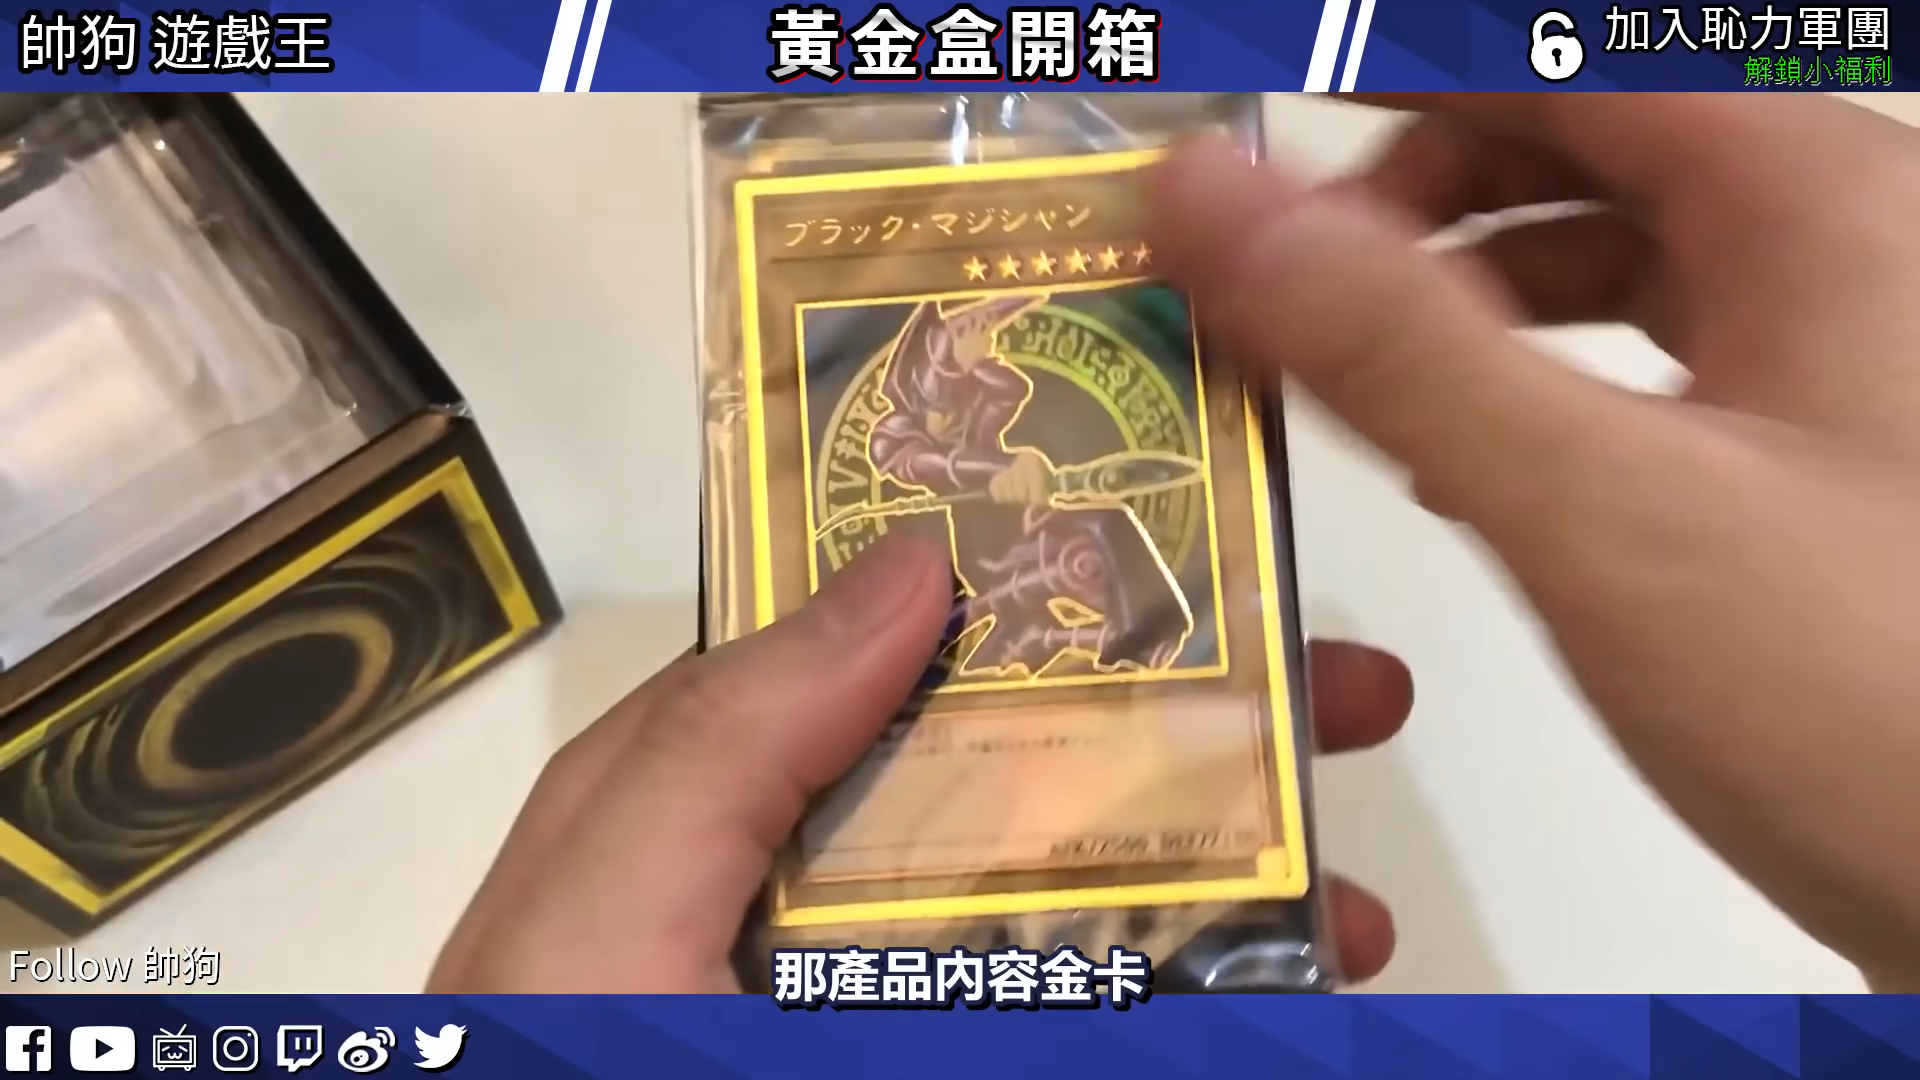 帥狗 遊戲王
黃金盒開箱
加入恥力軍團
解鎖小福利
ブラック・マジシャン
Follow 帥狗
那產品內容金卡